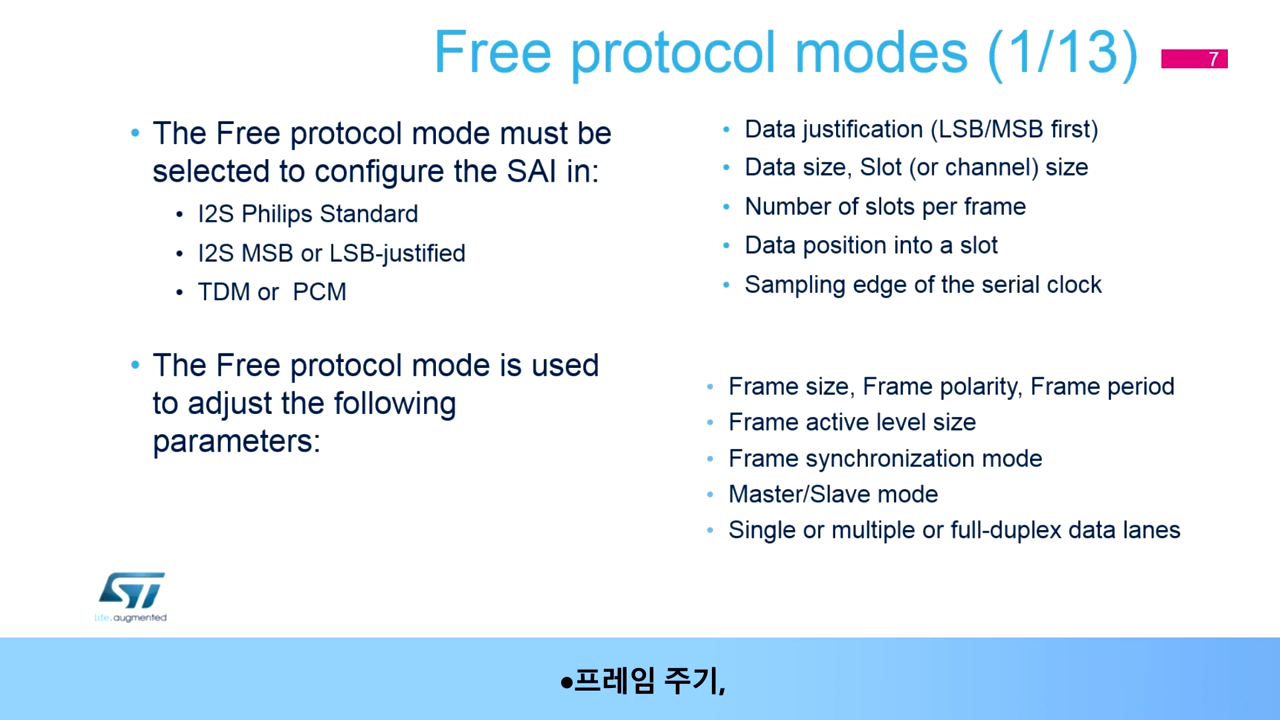 Free protocol modes (1/13)
7
• The Free protocol mode must be
selected to configure the SAI in:
• I2S Philips Standard
• I2S MSB or LSB-justified
• TDM or PCM
• The Free protocol mode is used
to adjust the following
parameters:
• Data justification (LSB/MSB first)
• Data size, Slot (or channel) size
• Number of slots per frame
• Data position into a slot
• Sampling edge of the serial clock
• Frame size, Frame polarity, Frame period
• Frame active level size
• Frame synchronization mode
• Master/Slave mode
• Single or multiple or full-duplex data lanes
ST
life.augmented
●프레임 주기,